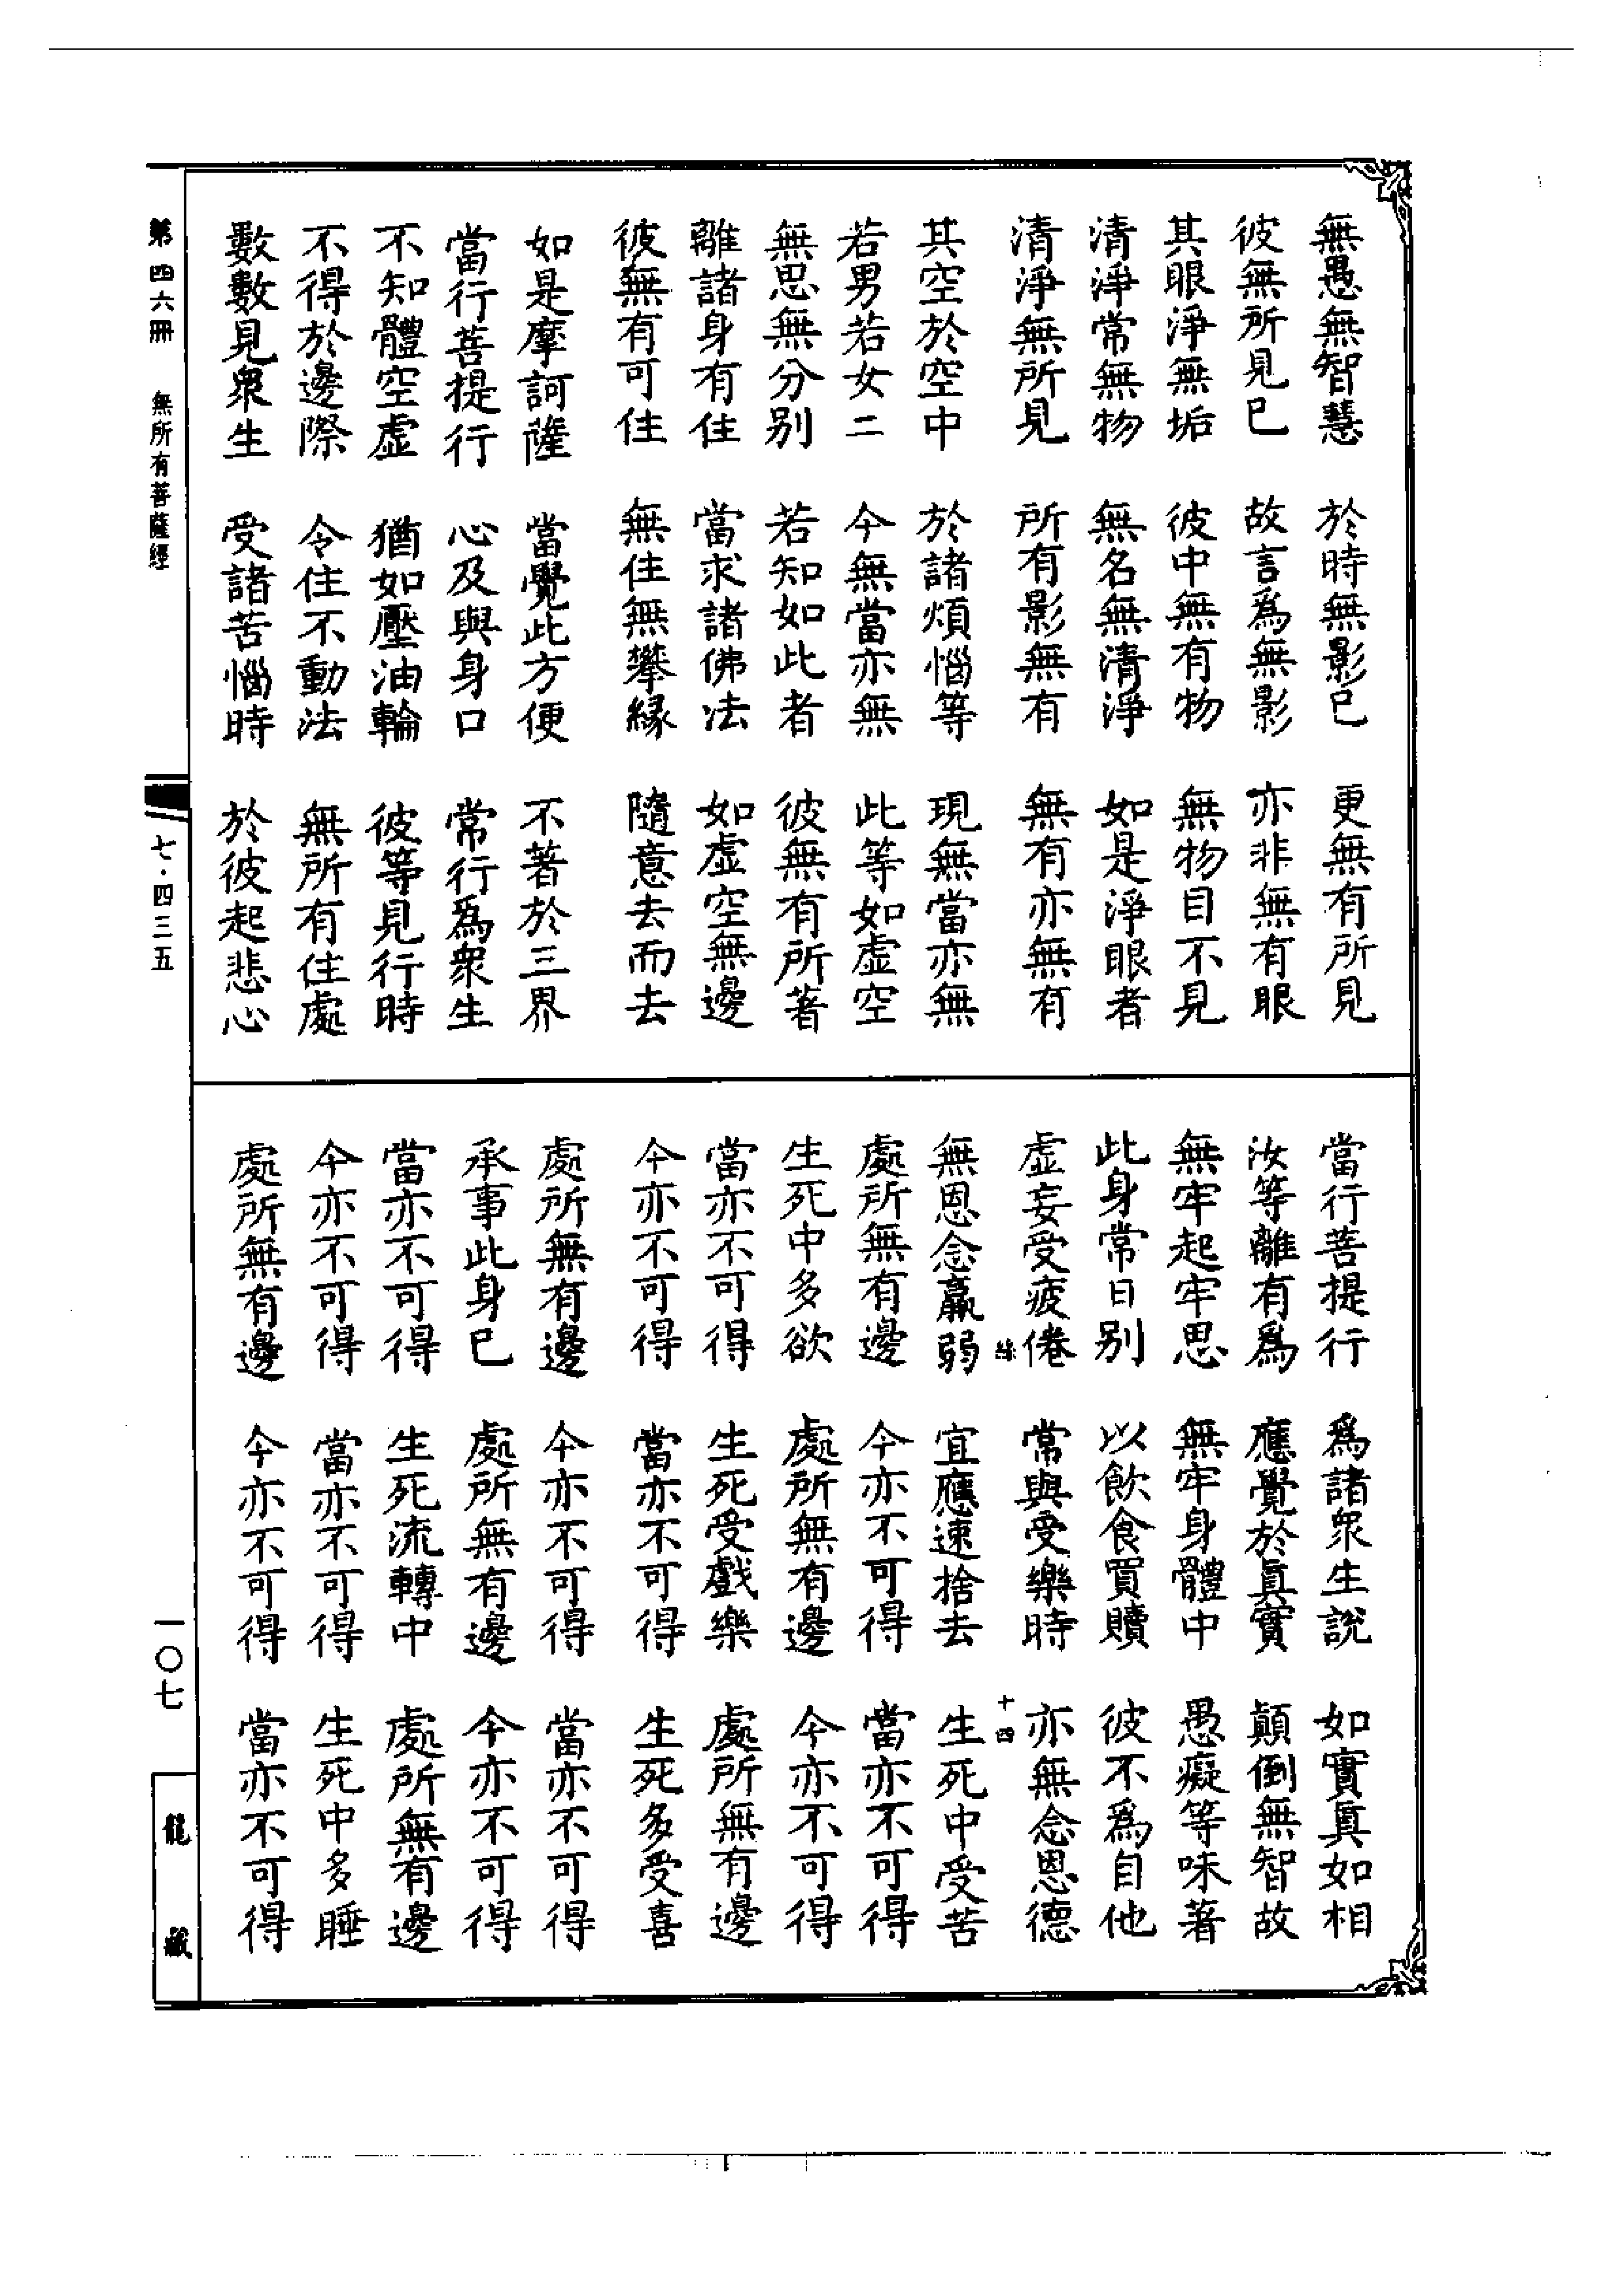 無愚無智慧 於時無影已 更無有所見
彼無所見已 故言為無影 亦非無有眼
其眼淨無垢 彼中無有物 無物目不見
清淨常無物 無名無清淨 如是淨眼者
清淨無所見 所有影無有 無有亦無有
其空於空中 於諸煩惱等 現無當亦無
若男若女二 今無當亦無 此等如虛空
無思無分別 若知如此者 彼無有所著
離諸身有住 當求諸佛法 如虛空無邊
彼無有可住 無住無攀緣 隨意去而去
如是摩訶薩 當覺此方便 不著於三界
當行菩提行 心及與身口 常行為眾生
不知體空虛 猶如壓油輪 彼等見行時
不得於邊際 令住不動法 無所有住處
數數見眾生 受諸苦惱時 於彼起悲心
當行菩提行 為諸眾生說 如實真如相
汝等離有為 應覺於真實 顛倒無智故
無牢起牢思 無牢身體中 愚癡等味著
此身常日別 以飲食買贖 彼不為自他
虛妄受疲倦 常與受樂時 亦無念恩德
絲 十四
無恩念羸弱 宜應速捨去 生死中受苦
處所無有邊 今亦不可得 當亦不可得
生死中多欲 處所無有邊 今亦不可得
當亦不可得 生死受戲樂 處所無有邊
今亦不可得 當亦不可得 生死多受喜
處所無有邊 今亦不可得 當亦不可得
承事此身已 處所無有邊 今亦不可得
當亦不可得 生死流轉中 處所無有邊
今亦不可得 當亦不可得 生死中多睡
處所無有邊 今亦不可得 當亦不可得
第四六冊 無所有菩薩經 七·四三五 一〇七 龍藏